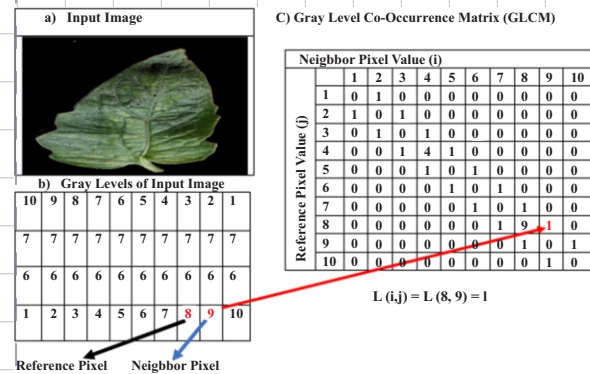 a) Input Image
b) Gray Levels of Input Image
10 9 8 7 6 5 4 3 2 1
7 7 7 7 7 7 7 7 7 7
6 6 6 6 6 6 6 6 6 6
1 2 3 4 5 6 7 8 9 10
Reference Pixel Neigbbor Pixel
C) Gray Level Co-Occurrence Matrix (GLCM)
Neigbbor Pixel Value (i)
Reference Pixel Value (j)
1 2 3 4 5 6 7 8 9 10
1 0 1 0 0 0 0 0 0 0 0
2 1 0 1 0 0 0 0 0 0 0
3 0 1 0 1 0 0 0 0 0 0
4 0 0 1 4 1 0 0 0 0 0
5 0 0 0 1 0 1 0 0 0 0
6 0 0 0 0 1 0 1 0 0 0
7 0 0 0 0 0 1 0 1 0 0
8 0 0 0 0 0 0 1 9 1 0
9 0 0 0 0 0 0 0 1 0 1
10 0 0 0 0 0 0 0 0 1 0
L (i,j) = L (8, 9) = l